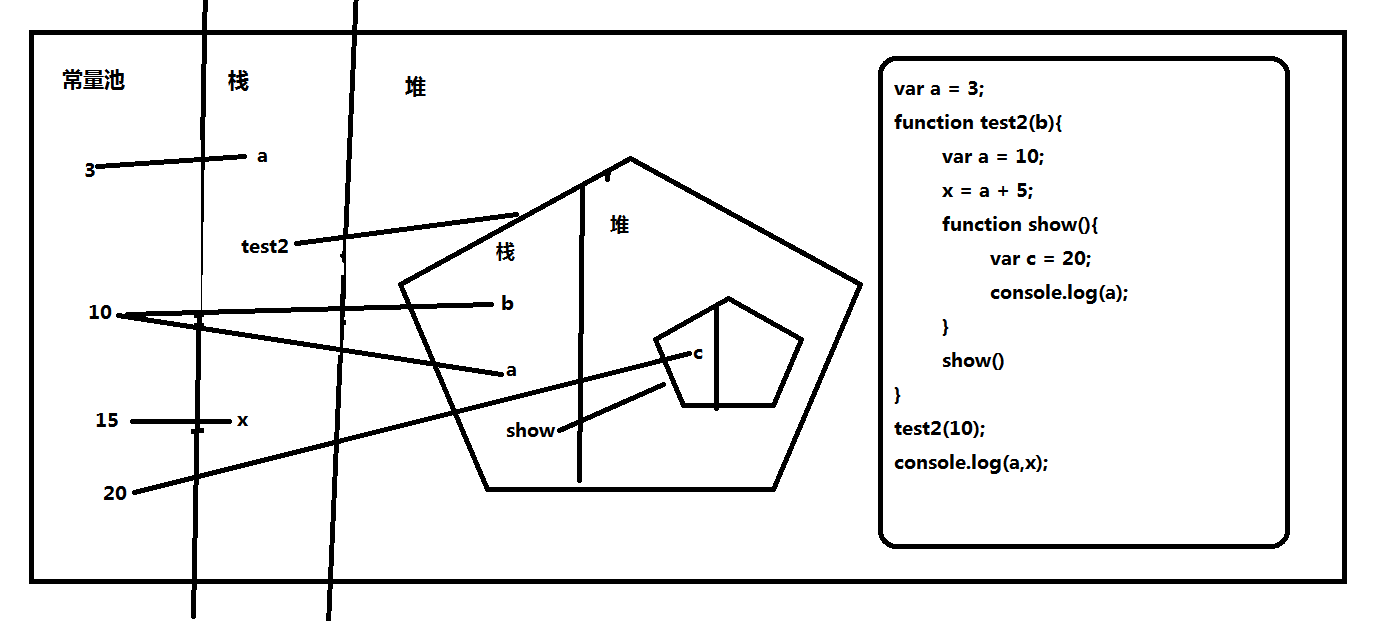 常量池
栈
堆
3
a
test2
栈
堆
10
b
a
c
15
x
show
20
var a = 3;
function test2(b){
var a = 10;
x = a + 5;
function show(){
var c = 20;
console.log(a);
}
show()
}
test2(10);
console.log(a,x);